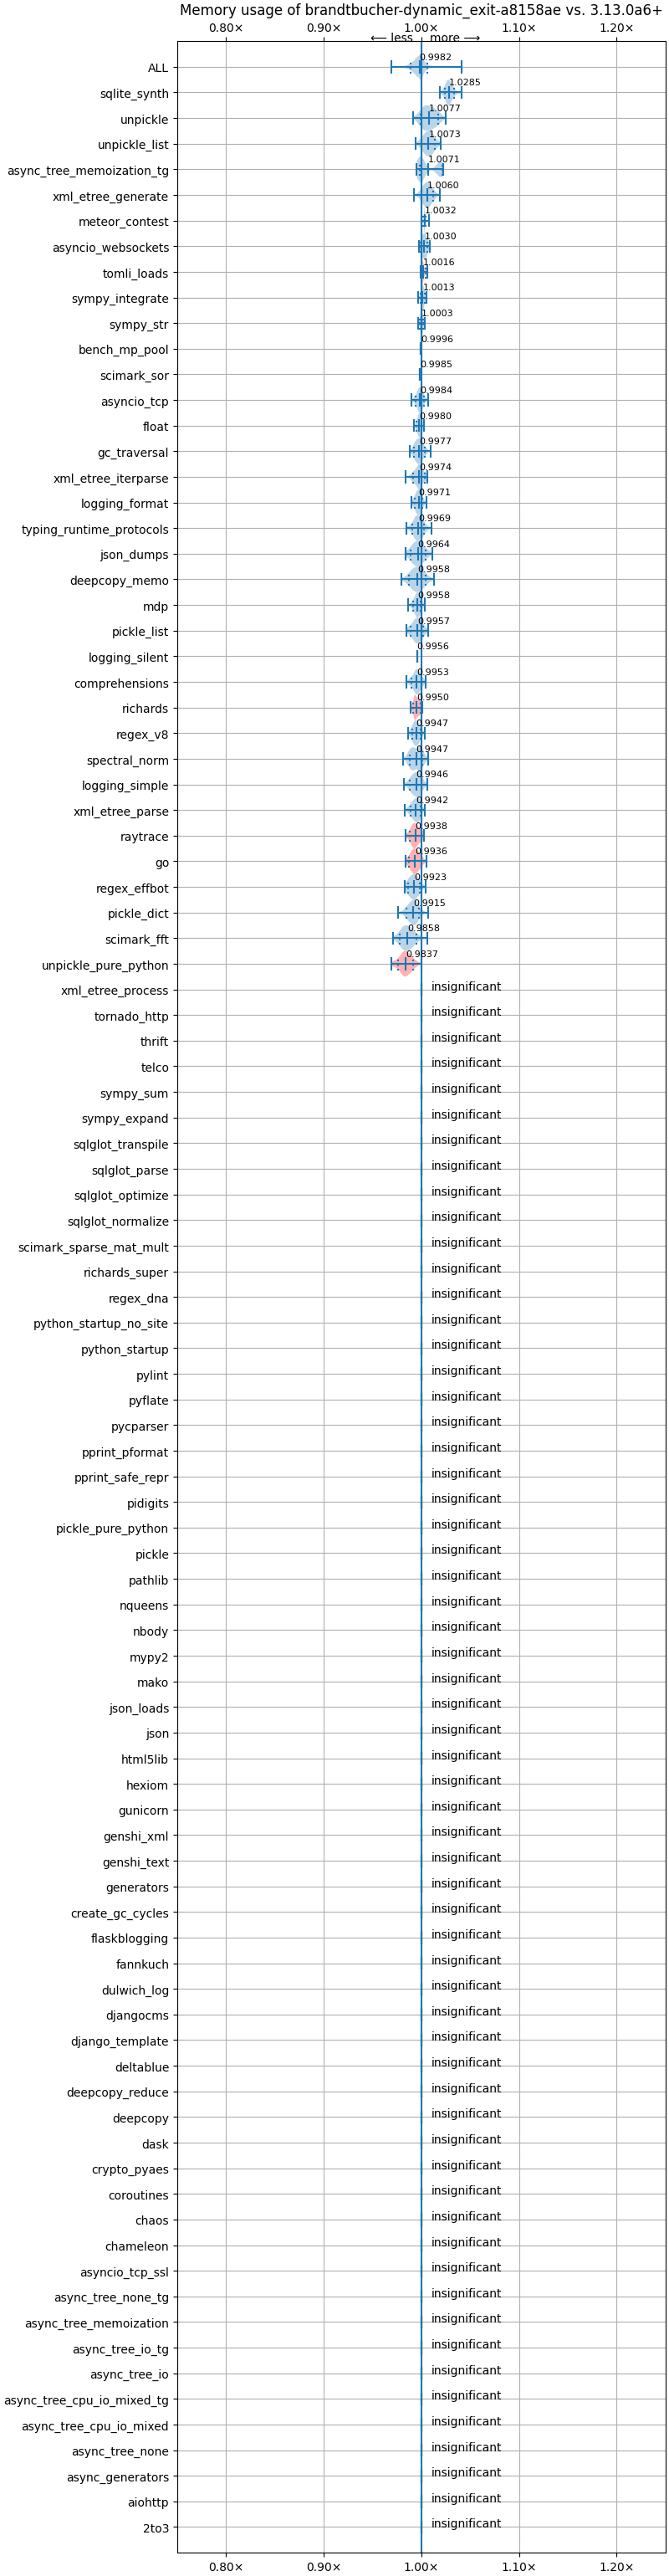 Memory usage of brandtbucher-dynamic_exit-a8158ae vs. 3.13.0a6+
0.80× 0.90× 1.00× 1.10× 1.20×
⟵ less more ⟶
ALL 0.9982
sqlite_synth 1.0285
unpickle 1.0077
unpickle_list 1.0073
async_tree_memoization_tg 1.0071
xml_etree_generate 1.0060
meteor_contest 1.0032
asyncio_websockets 1.0030
tomli_loads 1.0016
sympy_integrate 1.0013
sympy_str 1.0003
bench_mp_pool 0.9996
scimark_sor 0.9985
asyncio_tcp 0.9984
float 0.9980
gc_traversal 0.9977
xml_etree_iterparse 0.9974
logging_format 0.9971
typing_runtime_protocols 0.9969
json_dumps 0.9964
deepcopy_memo 0.9958
mdp 0.9958
pickle_list 0.9957
logging_silent 0.9956
comprehensions 0.9953
richards 0.9950
regex_v8 0.9947
spectral_norm 0.9947
logging_simple 0.9946
xml_etree_parse 0.9942
raytrace 0.9938
go 0.9936
regex_effbot 0.9923
pickle_dict 0.9915
scimark_fft 0.9858
unpickle_pure_python 0.9837
xml_etree_process insignificant
tornado_http insignificant
thrift insignificant
telco insignificant
sympy_sum insignificant
sympy_expand insignificant
sqlglot_transpile insignificant
sqlglot_parse insignificant
sqlglot_optimize insignificant
sqlglot_normalize insignificant
scimark_sparse_mat_mult insignificant
richards_super insignificant
regex_dna insignificant
python_startup_no_site insignificant
python_startup insignificant
pylint insignificant
pyflate insignificant
pycparser insignificant
pprint_pformat insignificant
pprint_safe_repr insignificant
pidigits insignificant
pickle_pure_python insignificant
pickle insignificant
pathlib insignificant
nqueens insignificant
nbody insignificant
mypy2 insignificant
mako insignificant
json_loads insignificant
json insignificant
html5lib insignificant
hexiom insignificant
gunicorn insignificant
genshi_xml insignificant
genshi_text insignificant
generators insignificant
create_gc_cycles insignificant
flaskblogging insignificant
fannkuch insignificant
dulwich_log insignificant
djangocms insignificant
django_template insignificant
deltablue insignificant
deepcopy_reduce insignificant
deepcopy insignificant
dask insignificant
crypto_pyaes insignificant
coroutines insignificant
chaos insignificant
chameleon insignificant
asyncio_tcp_ssl insignificant
async_tree_none_tg insignificant
async_tree_memoization insignificant
async_tree_io_tg insignificant
async_tree_io insignificant
async_tree_cpu_io_mixed_tg insignificant
async_tree_cpu_io_mixed insignificant
async_tree_none insignificant
async_generators insignificant
aiohttp insignificant
2to3 insignificant
0.80× 0.90× 1.00× 1.10× 1.20×